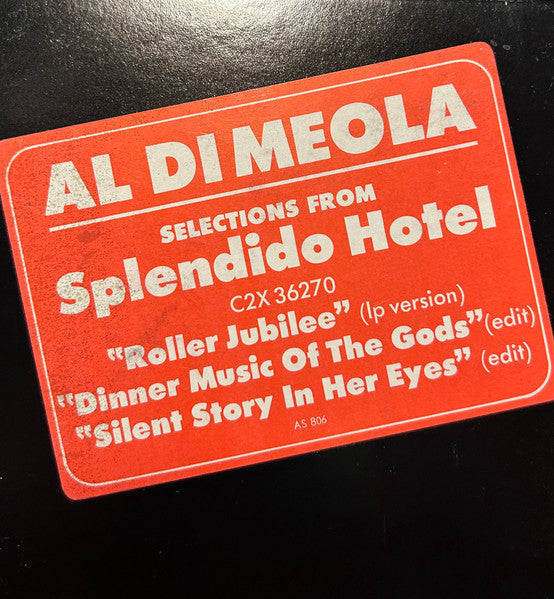 AL DI MEOLA
SELECTIONS FROM
Splendido Hotel
C2X 36270
"Roller Jubilee" (lp version)
"Dinner Music Of The Gods" (edit)
"Silent Story In Her Eyes" (edit)
AS 806